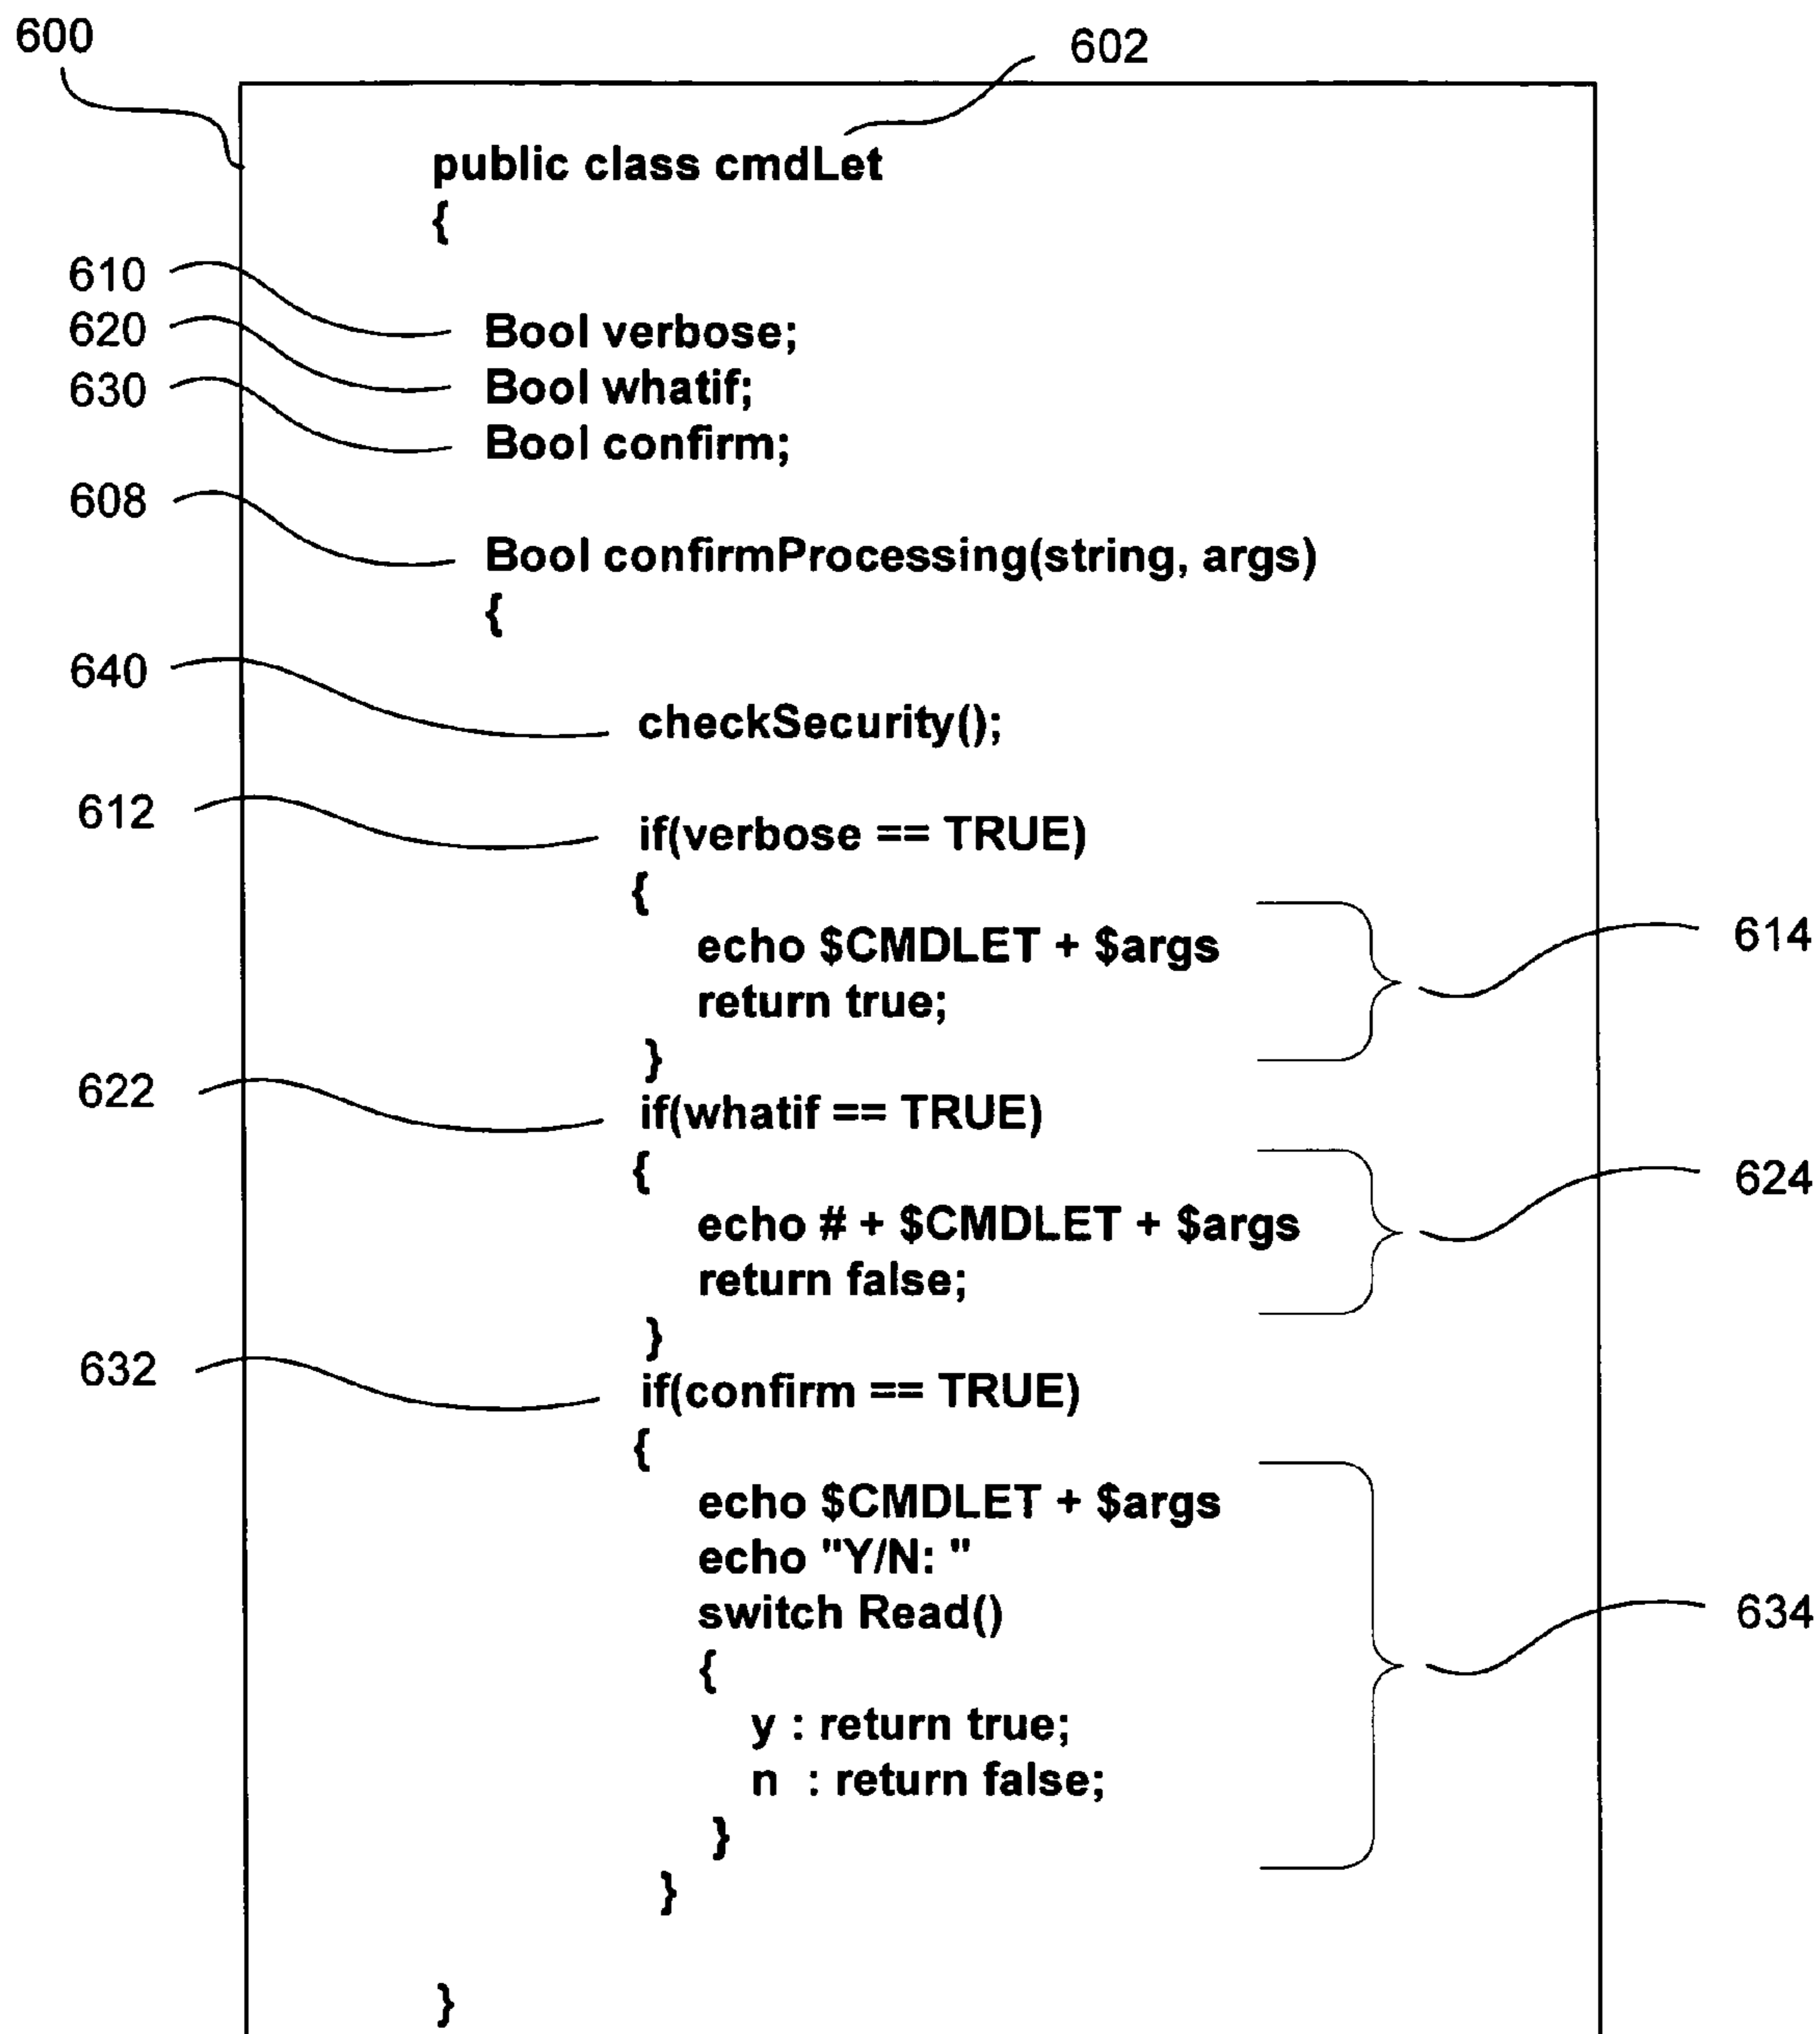 600
602
public class cmdLet
{
610
Bool verbose;
620
Bool whatif;
630
Bool confirm;
608
Bool confirmProcessing(string, args)
{
640
checkSecurity();
612
if(verbose == TRUE)
{
echo $CMDLET + $args
614
return true;
}
622
if(whatif == TRUE)
{
624
echo # + $CMDLET + $args
return false;
}
632
if(confirm == TRUE)
{
echo $CMDLET + $args
echo "Y/N: "
switch Read()
634
{
y : return true;
n : return false;
}
}
}